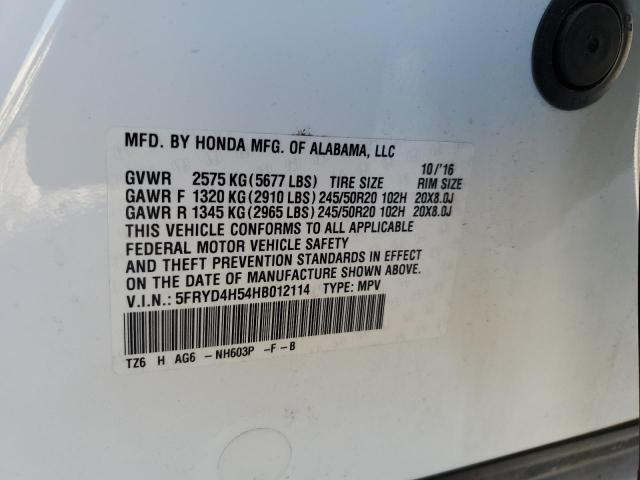 MFD. BY HONDA MFG. OF ALABAMA, LLC
10/'16
GVWR 2575 KG(5677 LBS) TIRE SIZE RIM SIZE
GAWR F 1320 KG(2910 LBS)245/50R20 102H 20X8.0J
GAWR R 1345 KG(2965 LBS)245/50R20 102H 20X8.0J
THIS VEHICLE CONFORMS TO ALL APPLICABLE
FEDERAL MOTOR VEHICLE SAFETY
AND THEFT PREVENTION STANDARDS IN EFFECT
ON THE DATE OF MANUFACTURE SHOWN ABOVE.
V.I.N.: 5FRYD4H54HB012114 TYPE: MPV
TZ6 H AG6 -NH603P -F-B